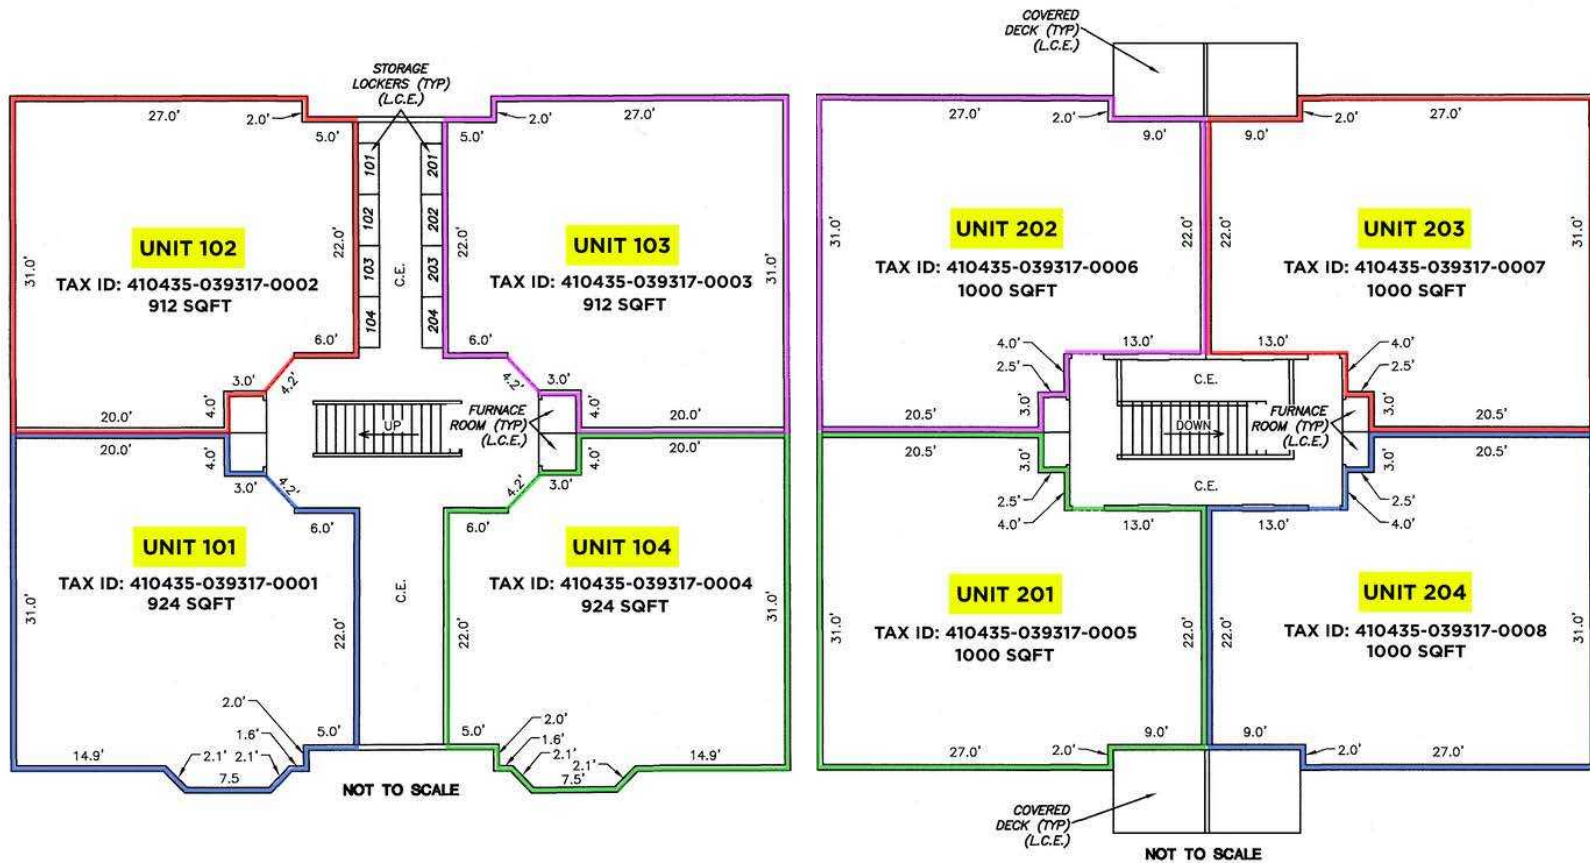 STORAGE
LOCKERS (TYP)
(L.C.E.)
27.0'
2.0'
5.0'
5.0'
2.0'
27.0'
101
102
103
104
201
202
203
204
C.E.
31.0'
22.0'
22.0'
31.0'
UNIT 102
TAX ID: 410435-039317-0002
912 SQFT
UNIT 103
TAX ID: 410435-039317-0003
912 SQFT
6.0'
6.0'
4.2'
4.2'
3.0'
3.0'
4.0'
4.0'
20.0'
20.0'
UP
FURNACE
ROOM (TYP)
(L.C.E.)
20.0'
20.0'
4.0'
4.0'
3.0'
3.0'
4.2'
4.2'
6.0'
6.0'
UNIT 101
TAX ID: 410435-039317-0001
924 SQFT
UNIT 104
TAX ID: 410435-039317-0004
924 SQFT
C.E.
31.0'
22.0'
22.0'
31.0'
2.0'
1.6'
5.0'
5.0'
2.0'
1.6'
14.9'
2.1'
2.1'
7.5
2.1'
2.1'
7.5'
14.9'
NOT TO SCALE
COVERED
DECK (TYP)
(L.C.E.)
27.0'
2.0'
9.0'
9.0'
2.0'
27.0'
31.0'
22.0'
22.0'
31.0'
UNIT 202
TAX ID: 410435-039317-0006
1000 SQFT
UNIT 203
TAX ID: 410435-039317-0007
1000 SQFT
4.0'
13.0'
13.0'
4.0'
2.5'
2.5'
C.E.
3.0'
3.0'
20.5'
20.5'
DOWN
FURNACE
ROOM (TYP)
(L.C.E.)
20.5'
20.5'
3.0'
3.0'
2.5'
2.5'
4.0'
4.0'
C.E.
13.0'
13.0'
UNIT 201
TAX ID: 410435-039317-0005
1000 SQFT
UNIT 204
TAX ID: 410435-039317-0008
1000 SQFT
31.0'
22.0'
22.0'
31.0'
27.0'
2.0'
9.0'
9.0'
2.0'
27.0'
COVERED
DECK (TYP)
(L.C.E.)
NOT TO SCALE